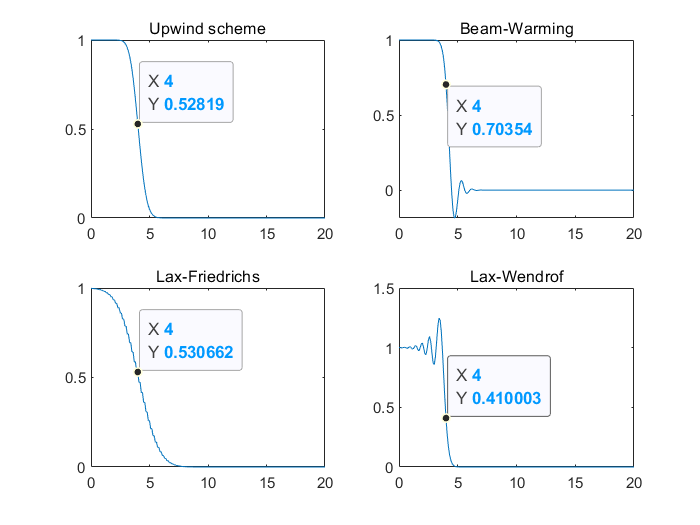 Upwind scheme
1
0.5
0
0
5
10
15
20
X 4
Y 0.52819
Beam-Warming
1
0.5
0
0
5
10
15
20
X 4
Y 0.70354
Lax-Friedrichs
1
0.5
0
0
5
10
15
20
X 4
Y 0.530662
Lax-Wendrof
1.5
1
0.5
0
0
5
10
15
20
X 4
Y 0.410003